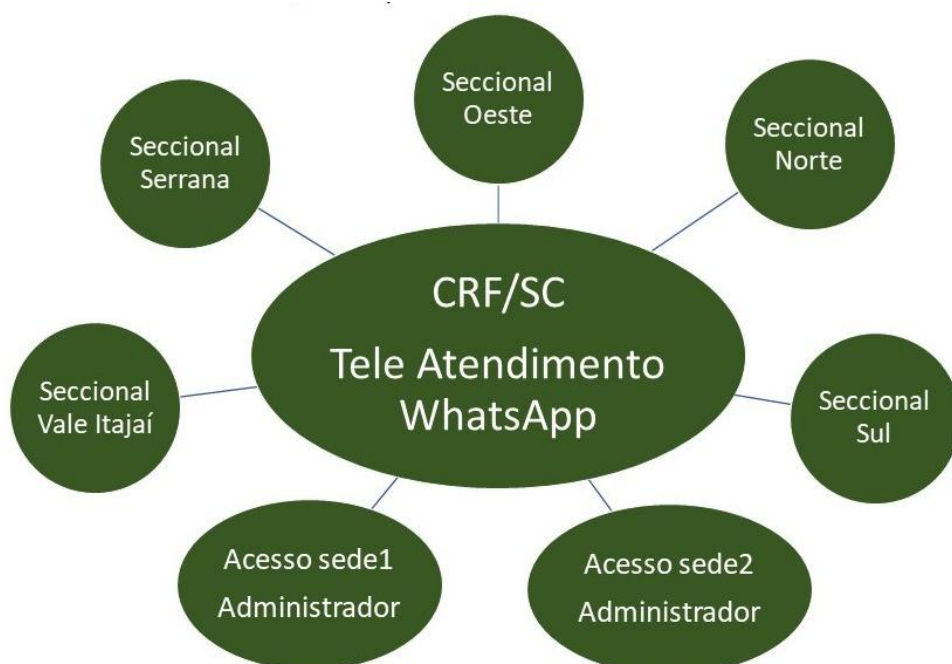 Seccional
Oeste
Seccional
Norte
Seccional
Serrana
CRF/SC
Tele Atendimento
WhatsApp
Seccional
Vale Itajaí
Seccional
Sul
Acesso sede1
Administrador
Acesso sede2
Administrador